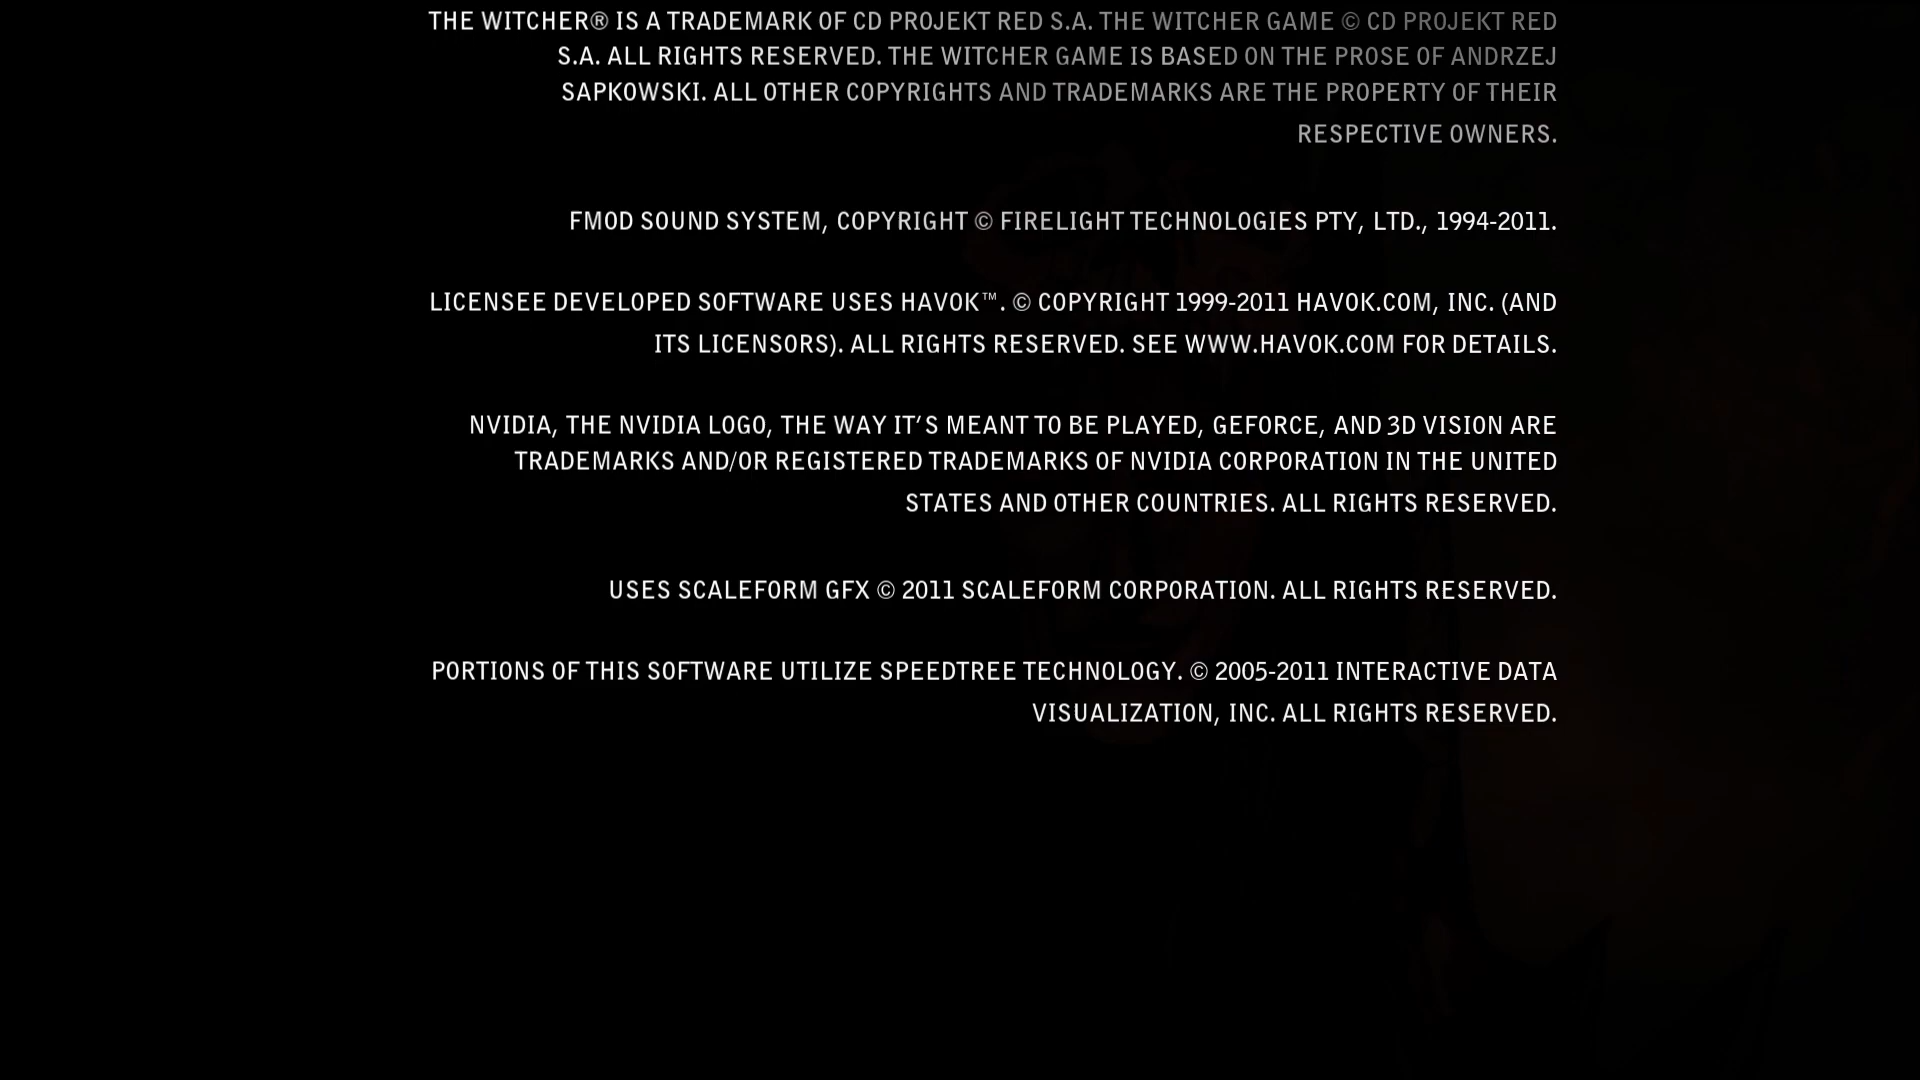 THE WITCHER® IS A TRADEMARK OF CD PROJEKT RED S.A. THE WITCHER GAME © CD PROJEKT RED
S.A. ALL RIGHTS RESERVED. THE WITCHER GAME IS BASED ON THE PROSE OF ANDRZEJ
SAPKOWSKI. ALL OTHER COPYRIGHTS AND TRADEMARKS ARE THE PROPERTY OF THEIR
RESPECTIVE OWNERS.
FMOD SOUND SYSTEM, COPYRIGHT © FIRELIGHT TECHNOLOGIES PTY, LTD., 1994-2011.
LICENSEE DEVELOPED SOFTWARE USES HAVOK™. © COPYRIGHT 1999-2011 HAVOK.COM, INC. (AND
ITS LICENSORS). ALL RIGHTS RESERVED. SEE WWW.HAVOK.COM FOR DETAILS.
NVIDIA, THE NVIDIA LOGO, THE WAY IT'S MEANT TO BE PLAYED, GEFORCE, AND 3D VISION ARE
TRADEMARKS AND/OR REGISTERED TRADEMARKS OF NVIDIA CORPORATION IN THE UNITED
STATES AND OTHER COUNTRIES. ALL RIGHTS RESERVED.
USES SCALEFORM GFX © 2011 SCALEFORM CORPORATION. ALL RIGHTS RESERVED.
PORTIONS OF THIS SOFTWARE UTILIZE SPEEDTREE TECHNOLOGY. © 2005-2011 INTERACTIVE DATA
VISUALIZATION, INC. ALL RIGHTS RESERVED.